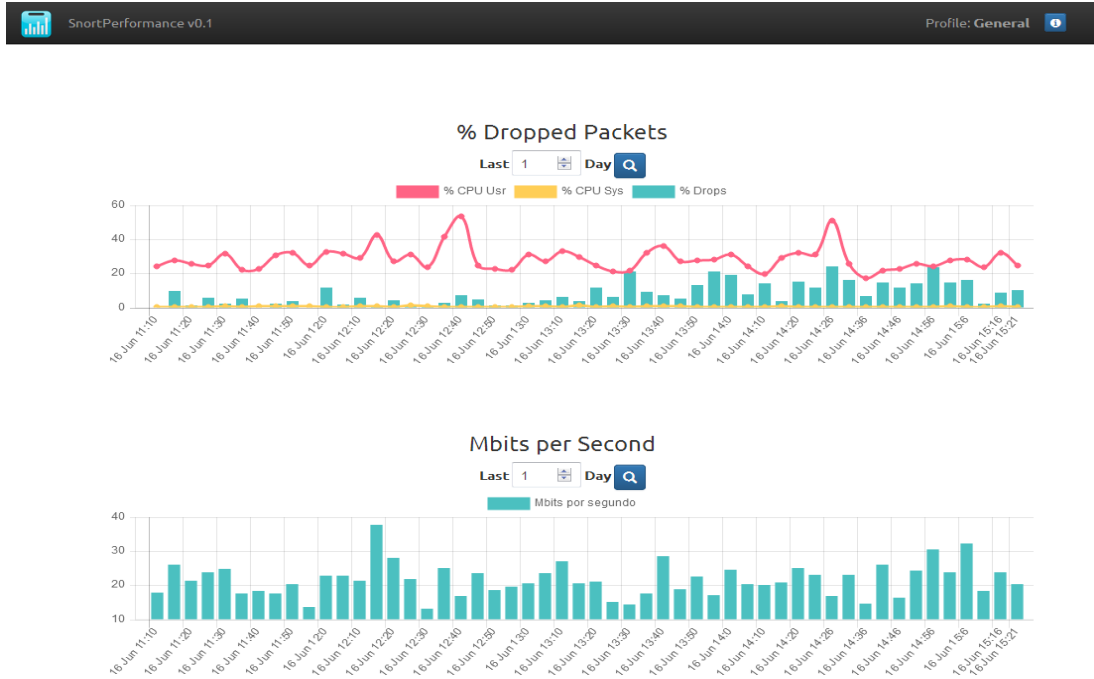 SnortPerformance v0.1 Profile: General
% Dropped Packets
Last 1 Day
% CPU Usr % CPU Sys % Drops
60
40
20
0
16 Jun 11:10 16 Jun 11:20 16 Jun 11:30 16 Jun 11:40 16 Jun 11:50 16 Jun 1:20 16 Jun 12:10 16 Jun 12:20 16 Jun 12:30 16 Jun 12:40 16 Jun 12:50 16 Jun 13:0 16 Jun 13:10 16 Jun 13:20 16 Jun 13:30 16 Jun 13:40 16 Jun 13:50 16 Jun 14:0 16 Jun 14:10 16 Jun 14:20 16 Jun 14:26 16 Jun 14:36 16 Jun 14:46 16 Jun 14:56 16 Jun 15:6 16 Jun 15:16 16 Jun 15:21
Mbits per Second
Last 1 Day
Mbits por segundo
40
30
20
10
16 Jun 11:10 16 Jun 11:20 16 Jun 11:30 16 Jun 11:40 16 Jun 11:50 16 Jun 1:20 16 Jun 12:10 16 Jun 12:20 16 Jun 12:30 16 Jun 12:40 16 Jun 12:50 16 Jun 13:0 16 Jun 13:10 16 Jun 13:20 16 Jun 13:30 16 Jun 13:40 16 Jun 13:50 16 Jun 14:0 16 Jun 14:10 16 Jun 14:20 16 Jun 14:26 16 Jun 14:36 16 Jun 14:46 16 Jun 14:56 16 Jun 15:6 16 Jun 15:16 16 Jun 15:21